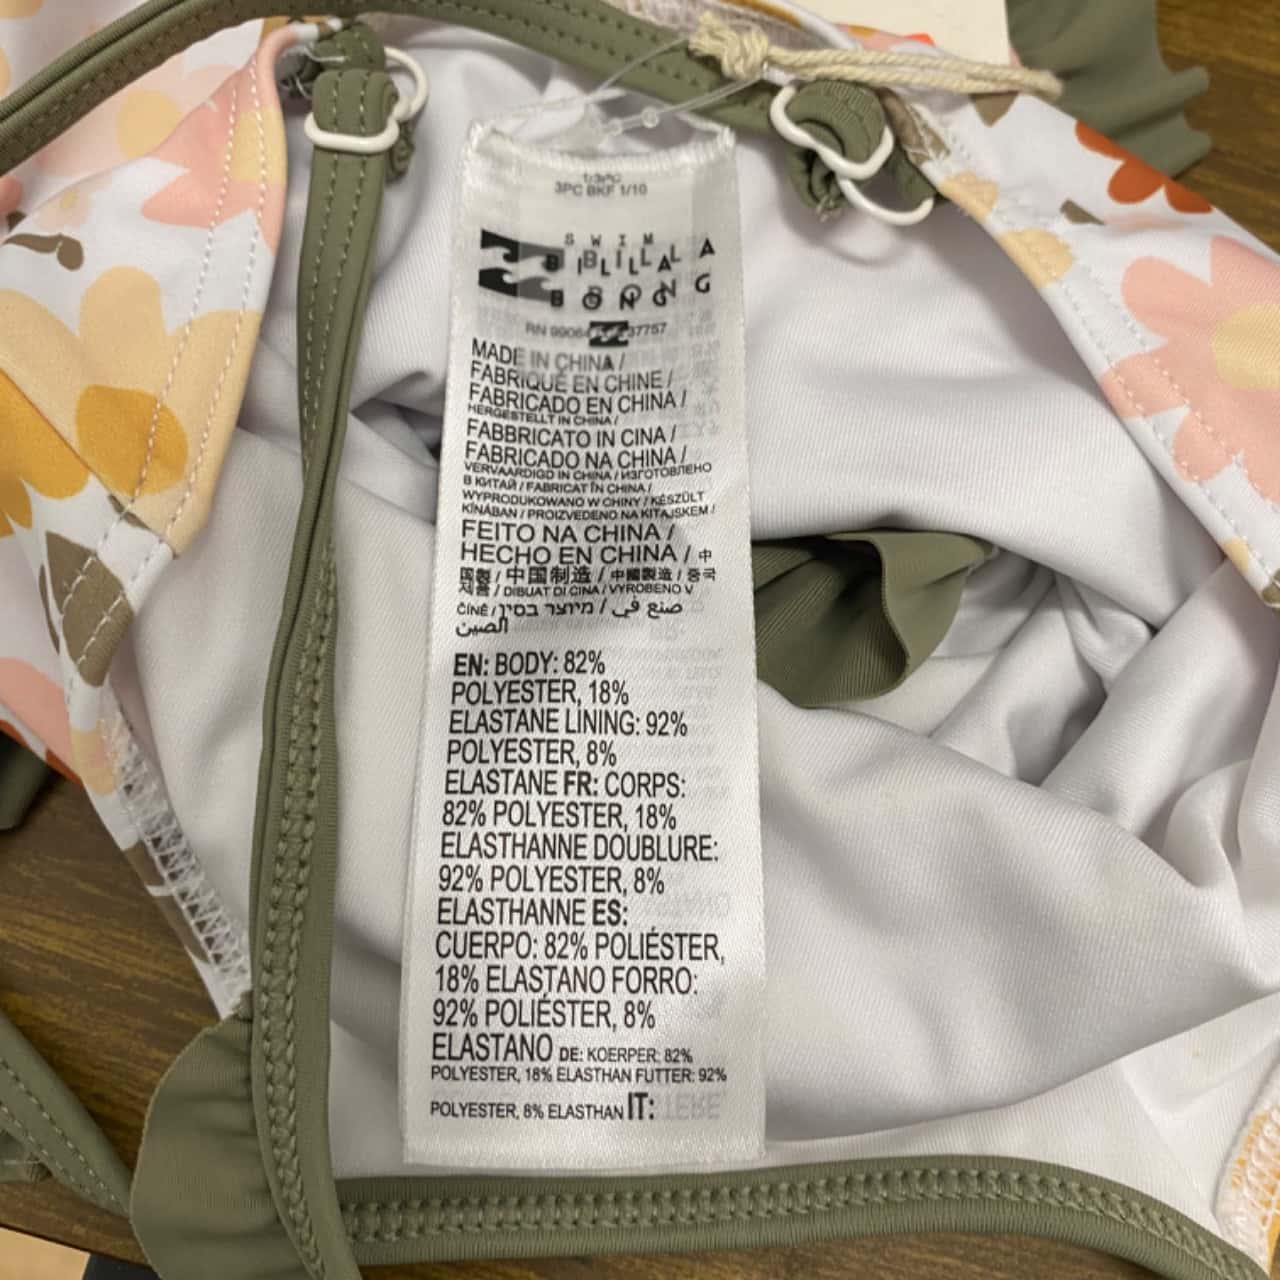 1/3PC
3PC BKF 1/10
SWIM
BILLA
BONG
MADE IN CHINA /
FABRIQUÉ EN CHINE /
FABRICADO EN CHINA /
HERGESTELLT IN CHINA /
FABBRICATO IN CINA /
FABRICADO NA CHINA /
VERVAARDIGD IN CHINA / ИЗГОТОВЛЕНО
В КИТАЙ / FABRICAT ÎN CHINA /
WYPRODUKOWANO W CHINY / KÉSZÜLT
KÍNÁBAN / PROIZVEDENO NA KITAJSKEM /
FEITO NA CHINA /
HECHO EN CHINA / 中
国製 / 中国制造 / 中國製造 / 중국
제품 / DIBUAT DI CINA / VYROBENO V
ČÍNĚ / מיוצר בסין / صنع في
الصين
EN: BODY: 82%
POLYESTER, 18%
ELASTANE LINING: 92%
POLYESTER, 8%
ELASTANE FR: CORPS:
82% POLYESTER, 18%
ELASTHANNE DOUBLURE:
92% POLYESTER, 8%
ELASTHANNE ES:
CUERPO: 82% POLIÉSTER,
18% ELASTANO FORRO:
92% POLIÉSTER, 8%
ELASTANO DE: KOERPER: 82%
POLYESTER, 18% ELASTHAN FUTTER: 92%
POLYESTER, 8% ELASTHAN IT: